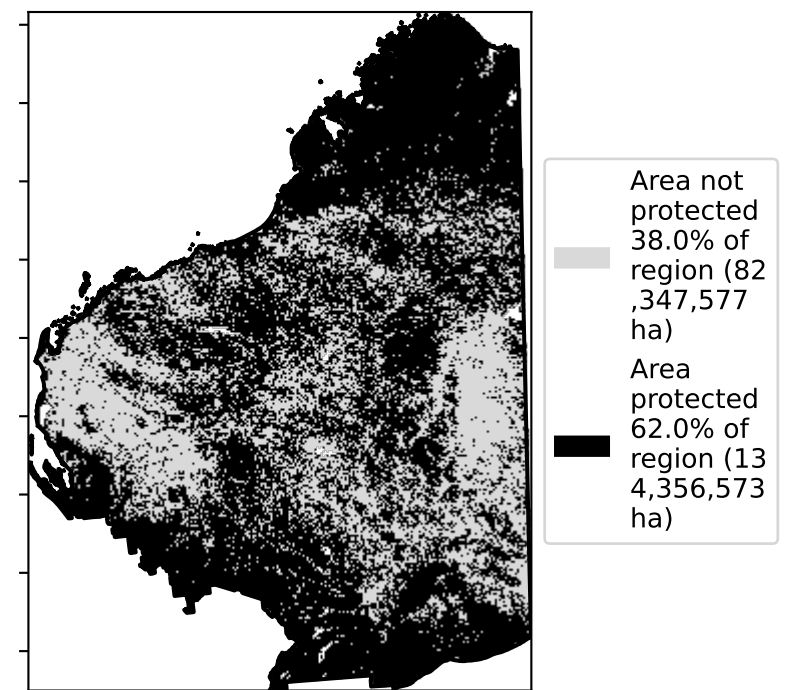 Area not
protected
38.0% of
region (82
,347,577
ha)
Area
protected
62.0% of
region (13
4,356,573
ha)